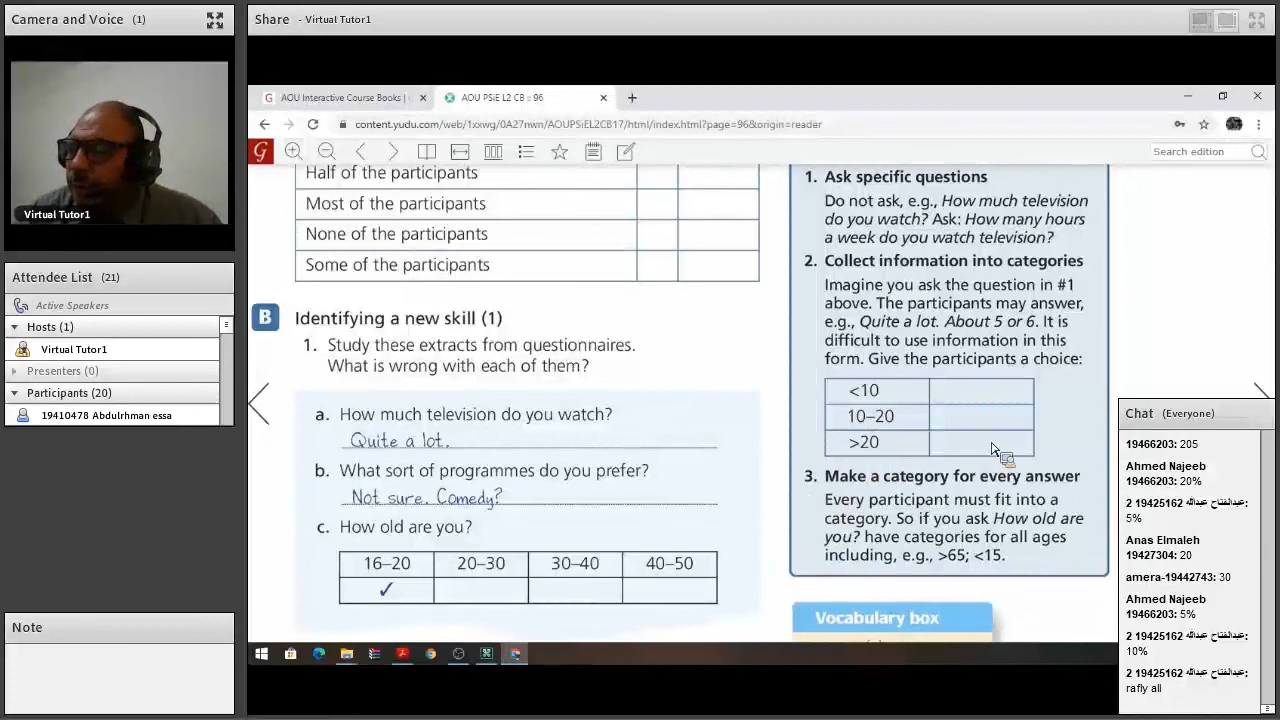 Camera and Voice (1)
Virtual Tutor1
Attendee List (21)
Active Speakers
Hosts (1)
Virtual Tutor1
Presenters (0)
Participants (20)
19410478 Abdulrhman essa
Note
Share - Virtual Tutor1
AOU Interactive Course Books |
AOU PSiE L2 CB :: 96
content.yudu.com/web/1xxwg/0A27nwn/AOUPSiEL2CB17/html/index.html?page=96&origin=reader
G
Search edition
Half of the participants
Most of the participants
None of the participants
Some of the participants
B Identifying a new skill (1)
1. Study these extracts from questionnaires.
What is wrong with each of them?
a. How much television do you watch?
Quite a lot.
b. What sort of programmes do you prefer?
Not sure. Comedy?
c. How old are you?
16–20 20–30 30–40 40–50
✓
1. Ask specific questions
Do not ask, e.g., How much television
do you watch? Ask: How many hours
a week do you watch television?
2. Collect information into categories
Imagine you ask the question in #1
above. The participants may answer,
e.g., Quite a lot. About 5 or 6. It is
difficult to use information in this
form. Give the participants a choice:
<10
10–20
>20
3. Make a category for every answer
Every participant must fit into a
category. So if you ask How old are
you? have categories for all ages
including, e.g., >65; <15.
Vocabulary box
Chat (Everyone)
19466203: 205
Ahmed Najeeb
19466203: 20%
2 19425162 عبدالفتاح عبدالله:
5%
Anas Elmaleh
19427304: 20
amera-19442743: 30
Ahmed Najeeb
19466203: 5%
2 19425162 عبدالفتاح عبدالله:
10%
2 19425162 عبدالفتاح عبدالله:
rafly all